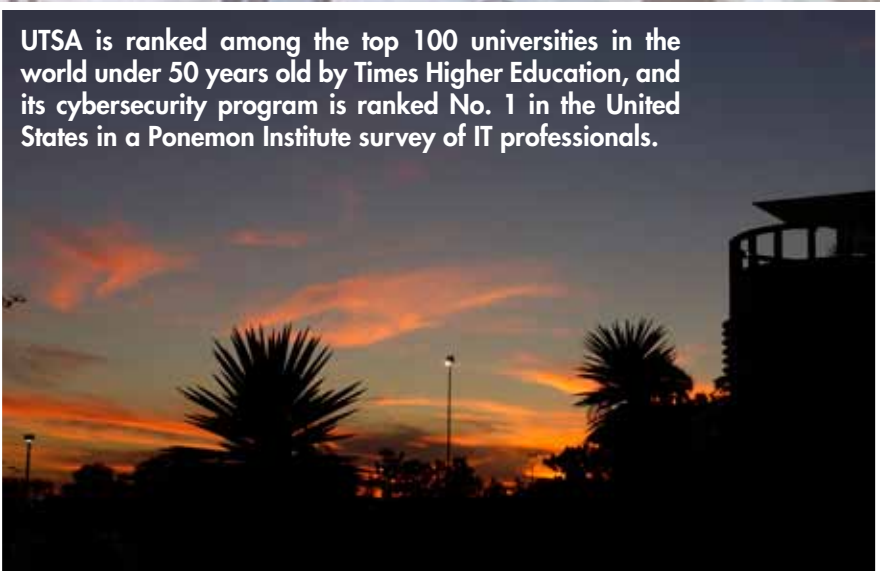 UTSA is ranked among the top 100 universities in the
world under 50 years old by Times Higher Education, and
its cybersecurity program is ranked No. 1 in the United
States in a Ponemon Institute survey of IT professionals.